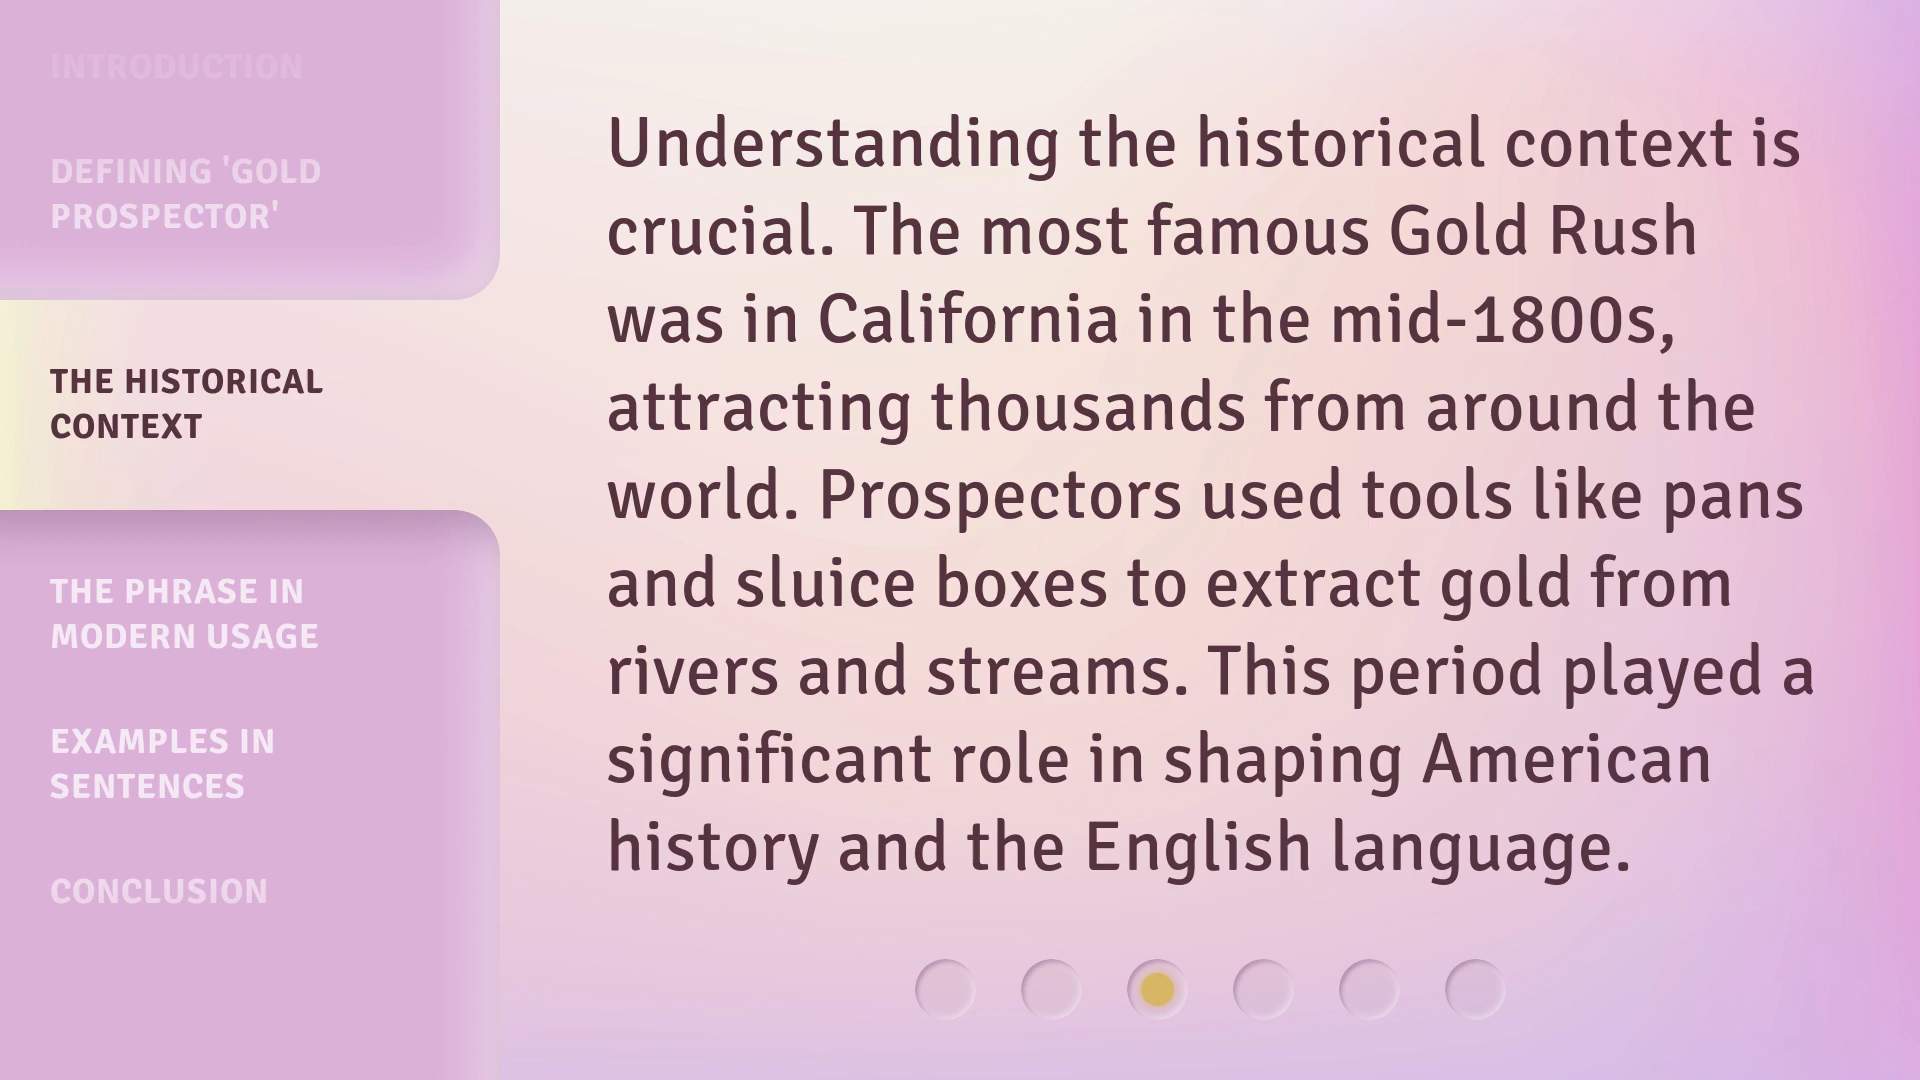 INTRODUCTION
DEFINING 'GOLD
PROSPECTOR'
THE HISTORICAL
CONTEXT
THE PHRASE IN
MODERN USAGE
EXAMPLES IN
SENTENCES
CONCLUSION
Understanding the historical context is
crucial. The most famous Gold Rush
was in California in the mid-1800s,
attracting thousands from around the
world. Prospectors used tools like pans
and sluice boxes to extract gold from
rivers and streams. This period played a
significant role in shaping American
history and the English language.